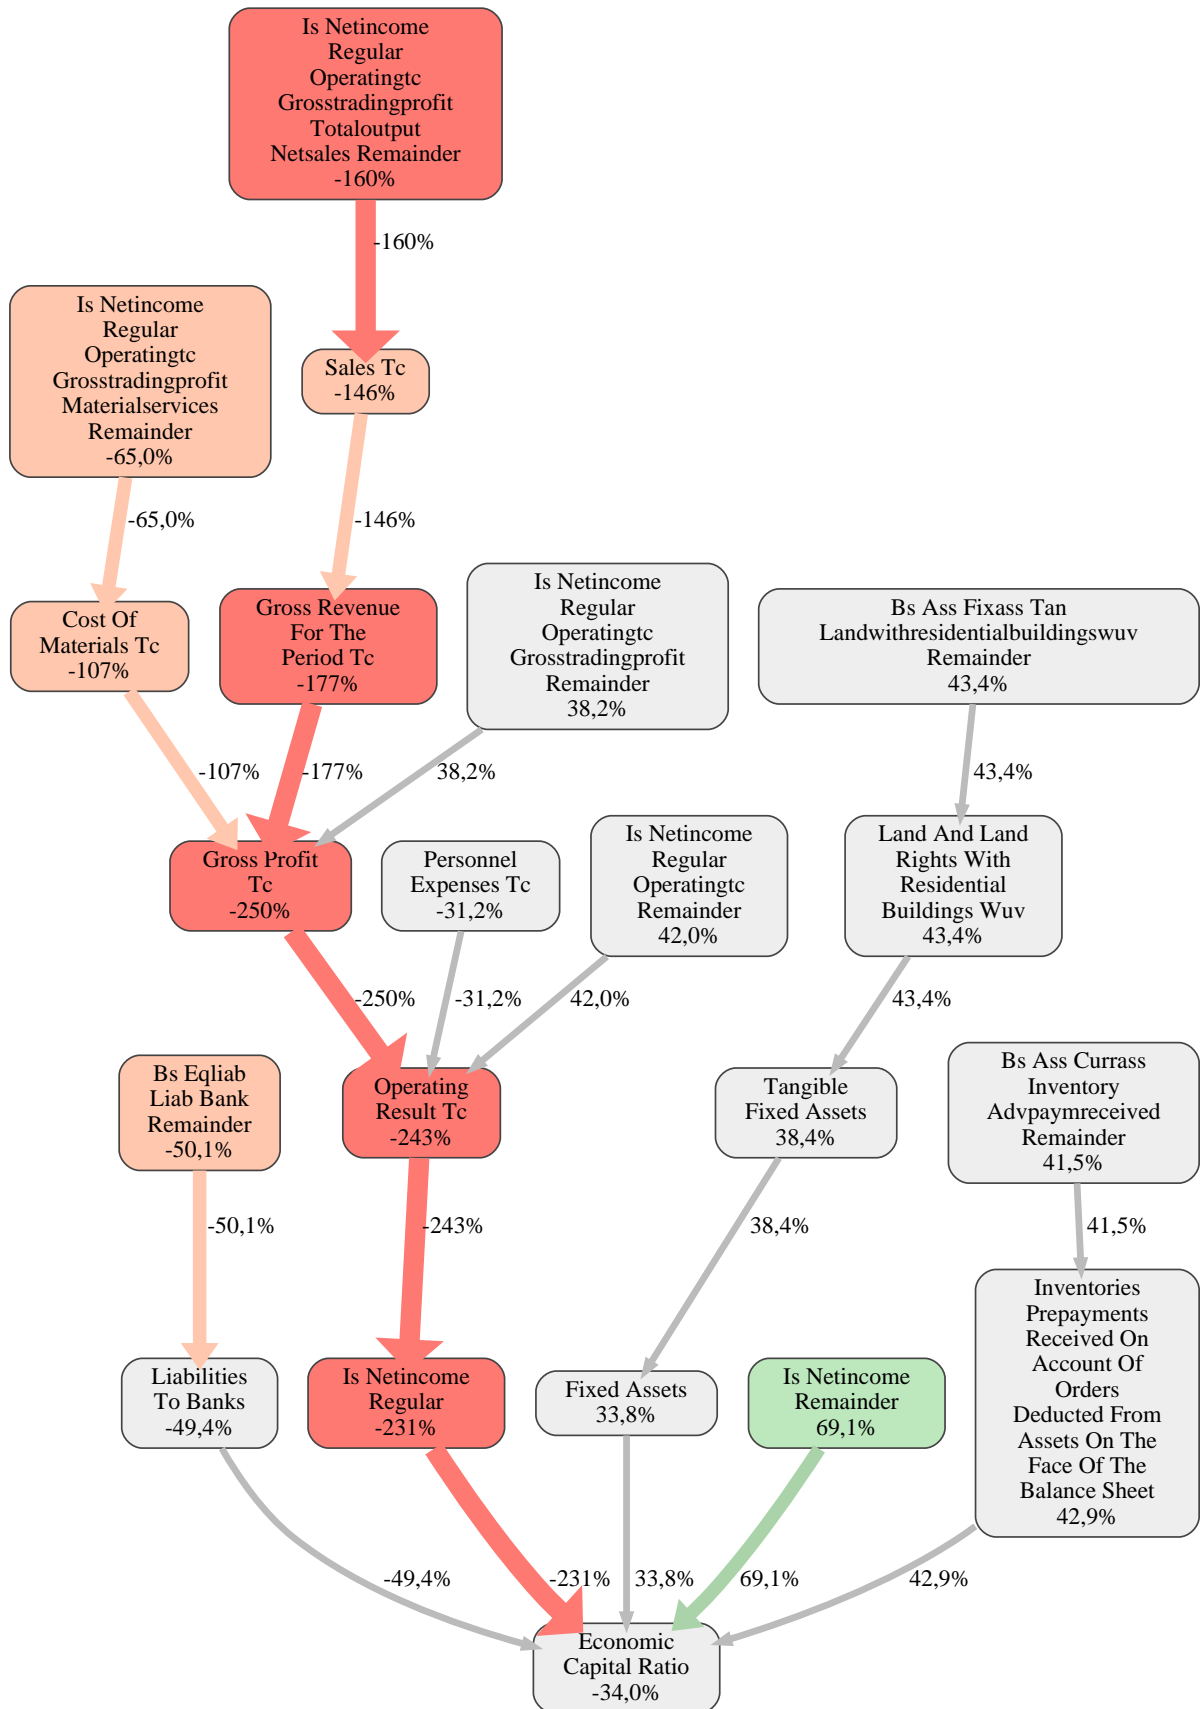 Is Netincome
Regular
Operatingtc
Grosstradingprofit
Totaloutput
Netsales Remainder
-160%
-160%
Is Netincome
Regular
Operatingtc
Grosstradingprofit
Materialservices
Remainder
-65,0%
Sales Tc
-146%
-65,0%
-146%
Cost Of
Materials Tc
-107%
Gross Revenue
For The
Period Tc
-177%
Is Netincome
Regular
Operatingtc
Grosstradingprofit
Remainder
38,2%
Bs Ass Fixass Tan
Landwithresidentialbuildingswuv
Remainder
43,4%
-107%
-177%
38,2%
43,4%
Gross Profit
Tc
-250%
Personnel
Expenses Tc
-31,2%
Is Netincome
Regular
Operatingtc
Remainder
42,0%
Land And Land
Rights With
Residential
Buildings Wuv
43,4%
-250%
-31,2%
42,0%
43,4%
Bs Eqliab
Liab Bank
Remainder
-50,1%
Operating
Result Tc
-243%
Tangible
Fixed Assets
38,4%
Bs Ass Currass
Inventory
Advpaymreceived
Remainder
41,5%
-50,1%
-243%
38,4%
41,5%
Liabilities
To Banks
-49,4%
Is Netincome
Regular
-231%
Fixed Assets
33,8%
Is Netincome
Remainder
69,1%
Inventories
Prepayments
Received On
Account Of
Orders
Deducted From
Assets On The
Face Of The
Balance Sheet
42,9%
-49,4%
-231%
33,8%
69,1%
42,9%
Economic
Capital Ratio
-34,0%